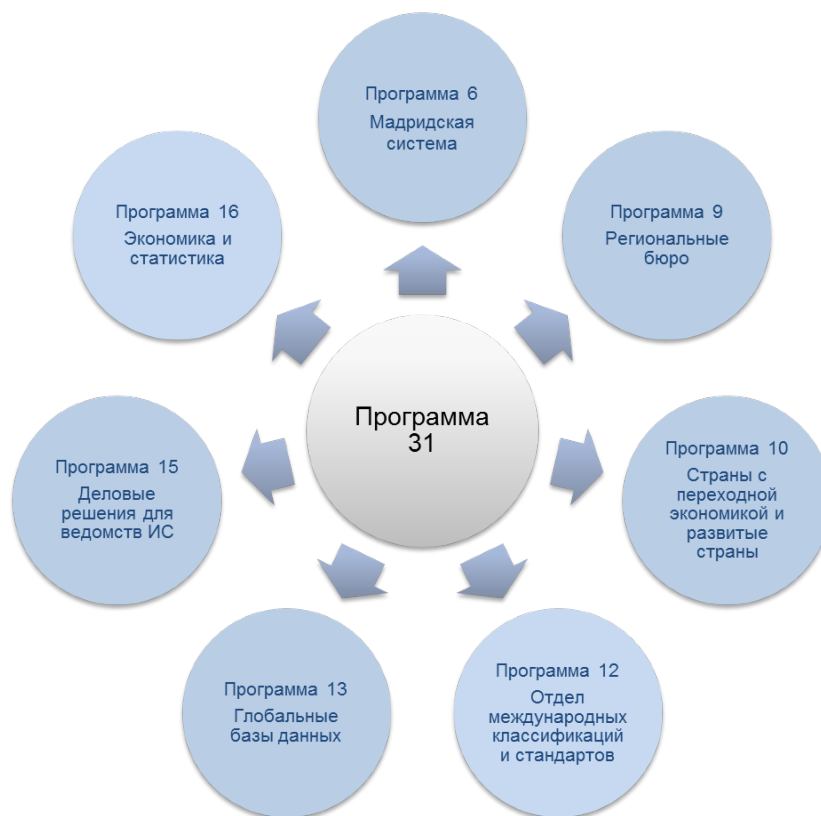 Программа 6
Мадридская
система
Программа 9
Региональные
бюро
Программа 10
Страны с
переходной
экономикой и
развитые
страны
Программа 12
Отдел
международных
классификаций
и стандартов
Программа 13
Глобальные
базы данных
Программа 15
Деловые
решения для
ведомств ИС
Программа 16
Экономика и
статистика
Программа
31